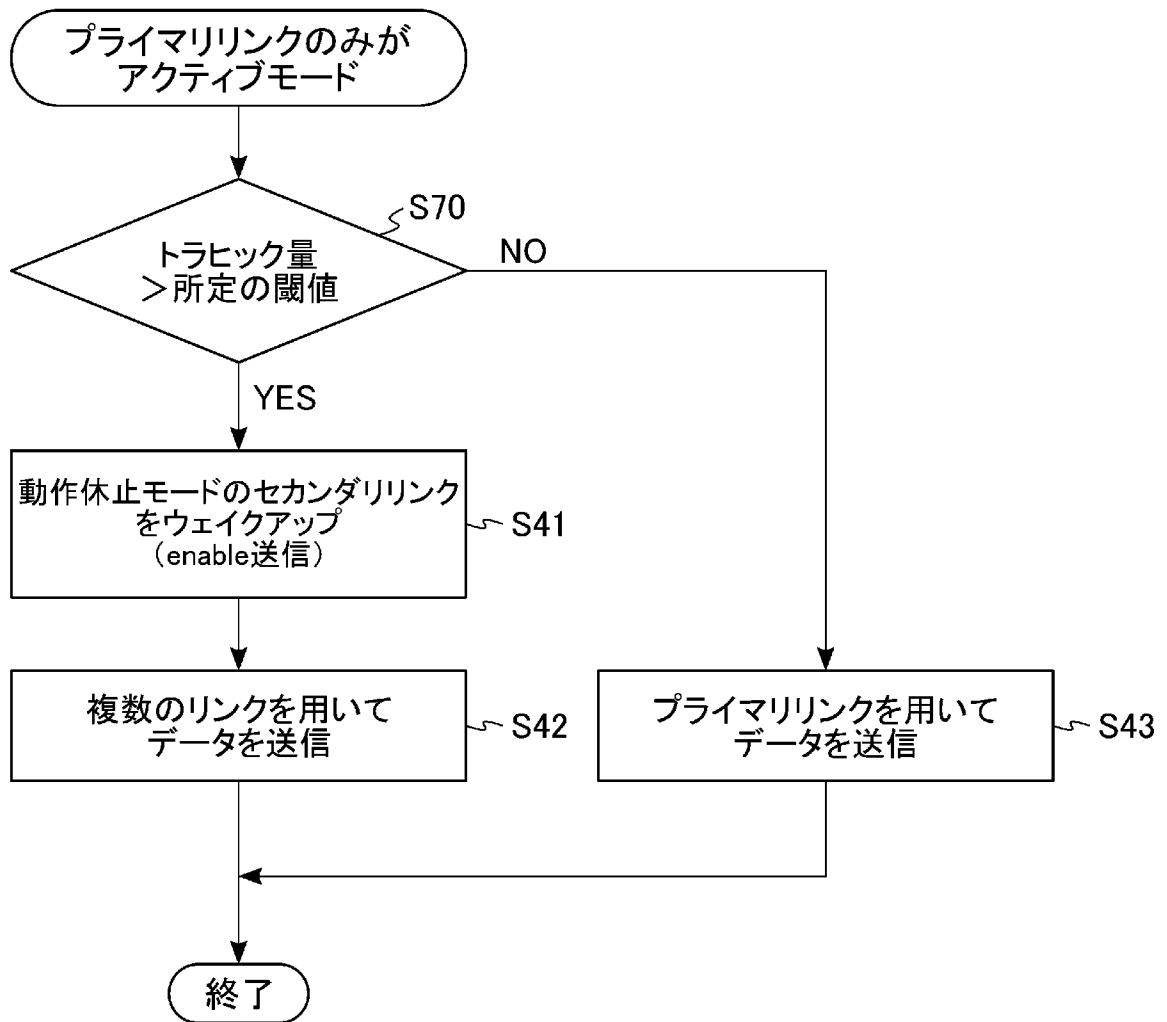 プライマリリンクのみが
アクティブモード
S70
トラヒック量
＞所定の閾値
NO
YES
動作休止モードのセカンダリリンク
をウェイクアップ
（enable送信）
S41
複数のリンクを用いて
データを送信
S42
プライマリリンクを用いて
データを送信
S43
終了